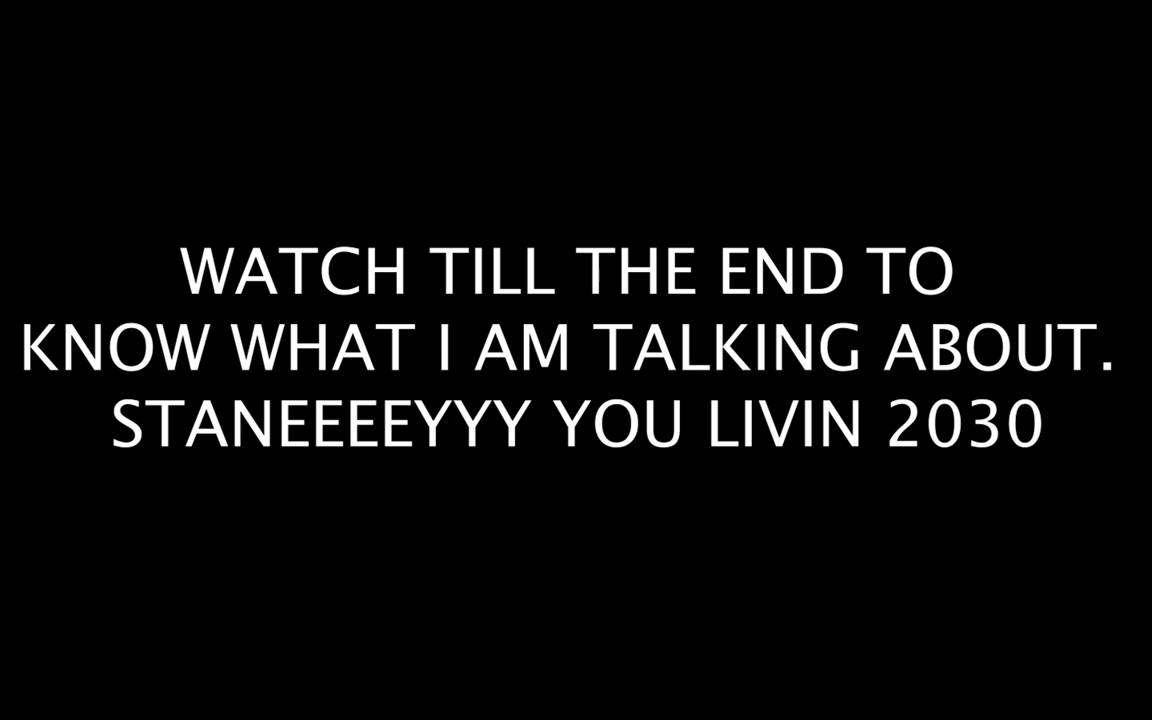 WATCH TILL THE END TO
KNOW WHAT I AM TALKING ABOUT.
STANEEEEYYY YOU LIVIN 2030